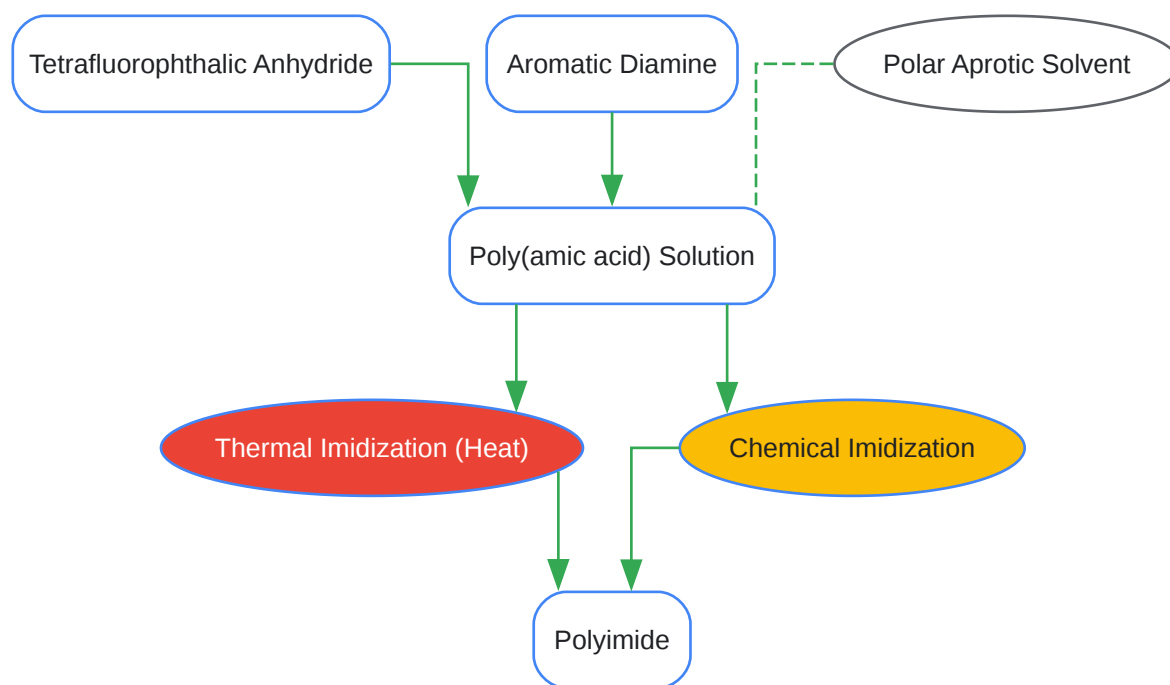 Tetrafluorophthalic Anhydride
Aromatic Diamine
Polar Aprotic Solvent
Poly(amic acid) Solution
Thermal Imidization (Heat)
Chemical Imidization
Polyimide